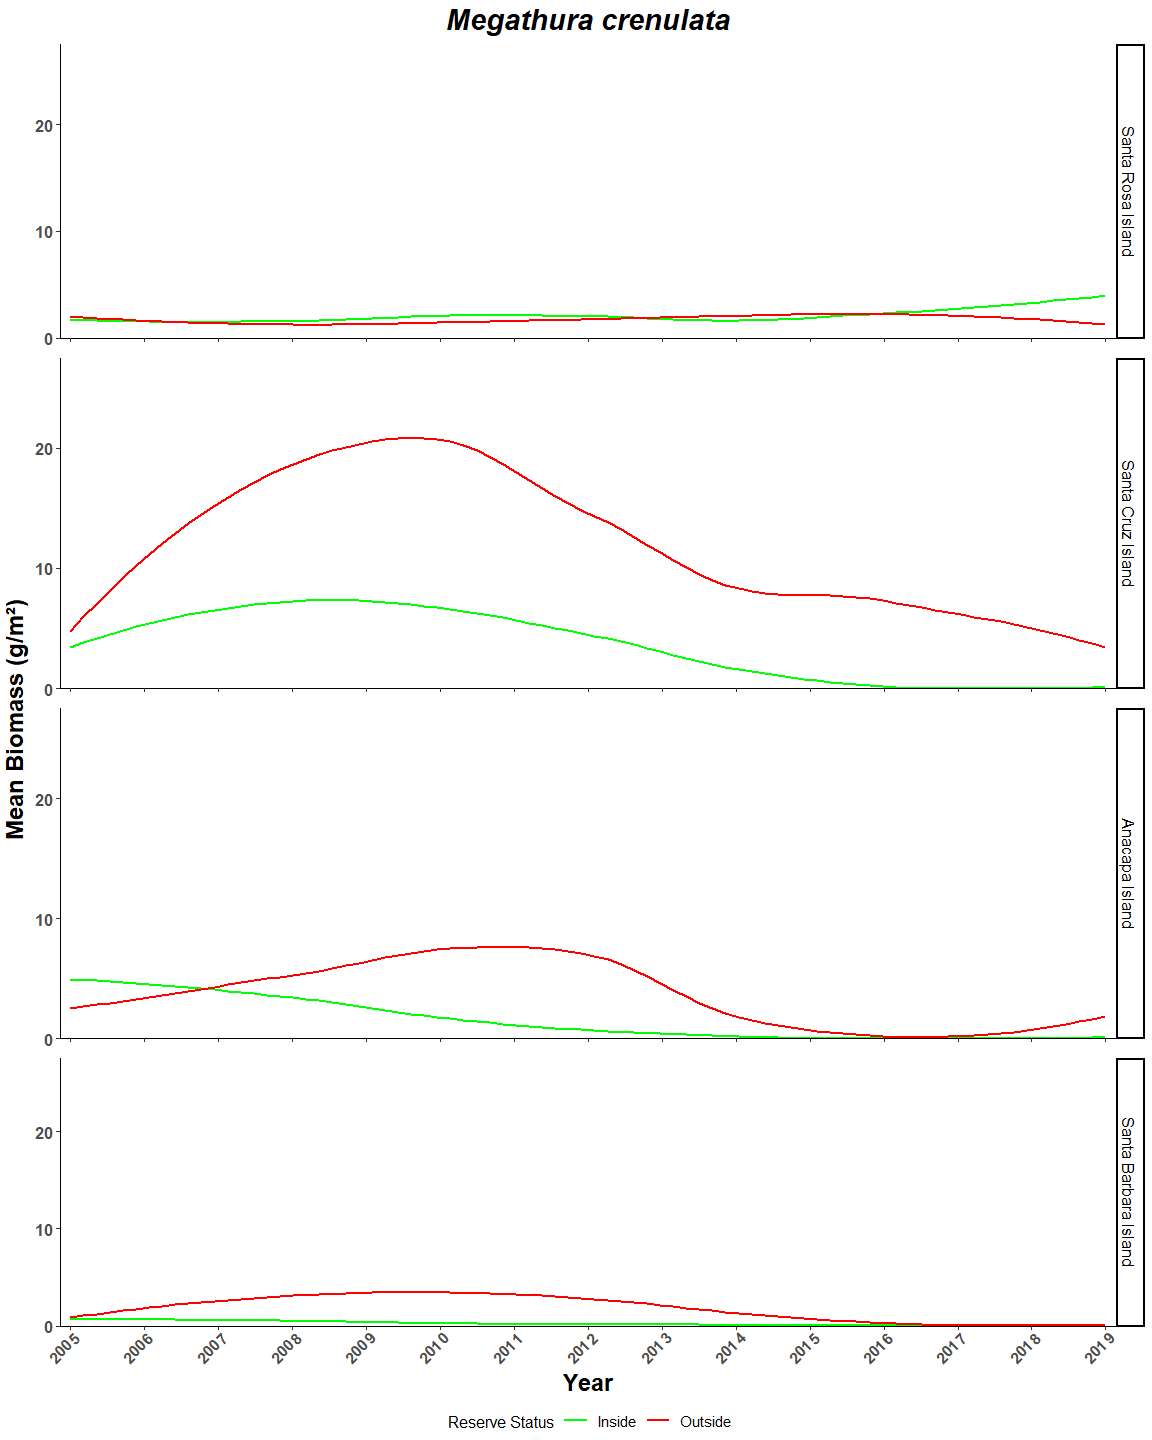 Megathura crenulata
Mean Biomass (g/m²)
20
10
0
Santa Rosa Island
20
10
0
Santa Cruz Island
20
10
0
Anacapa Island
20
10
0
Santa Barbara Island
2005 2006 2007 2008 2009 2010 2011 2012 2013 2014 2015 2016 2017 2018 2019
Year
Reserve Status Inside Outside